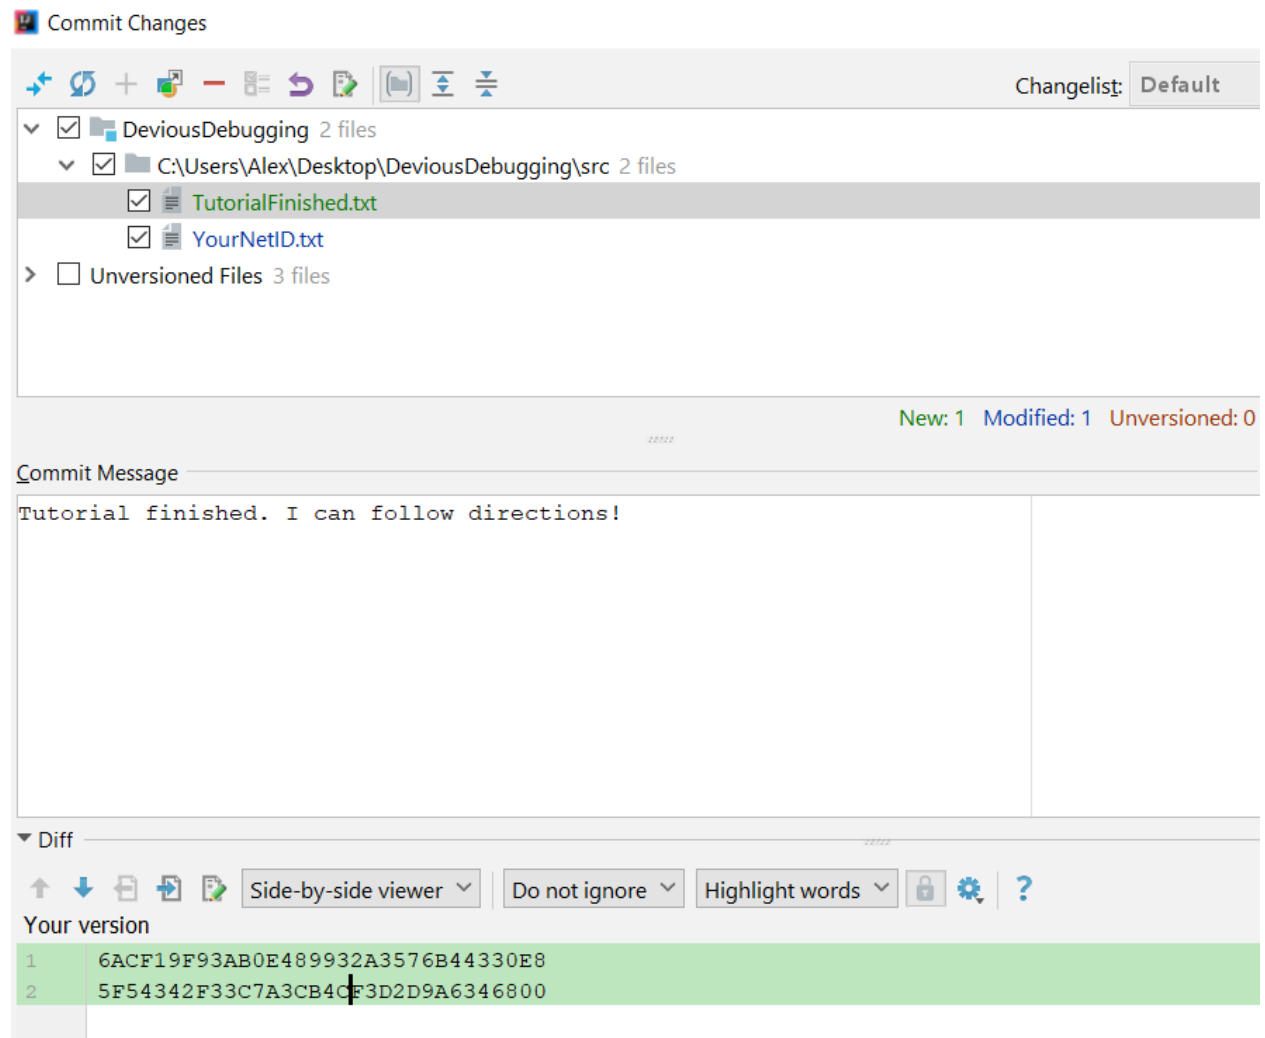 Commit Changes
Changelist: Default
DeviousDebugging 2 files
C:\Users\Alex\Desktop\DeviousDebugging\src 2 files
TutorialFinished.txt
YourNetID.txt
Unversioned Files 3 files
New: 1 Modified: 1 Unversioned: 0
Commit Message
Tutorial finished. I can follow directions!
Diff
Side-by-side viewer Do not ignore Highlight words ?
Your version
1 6ACF19F93AB0E489932A3576B44330E8
2 5F54342F33C7A3CB4CF3D2D9A6346800